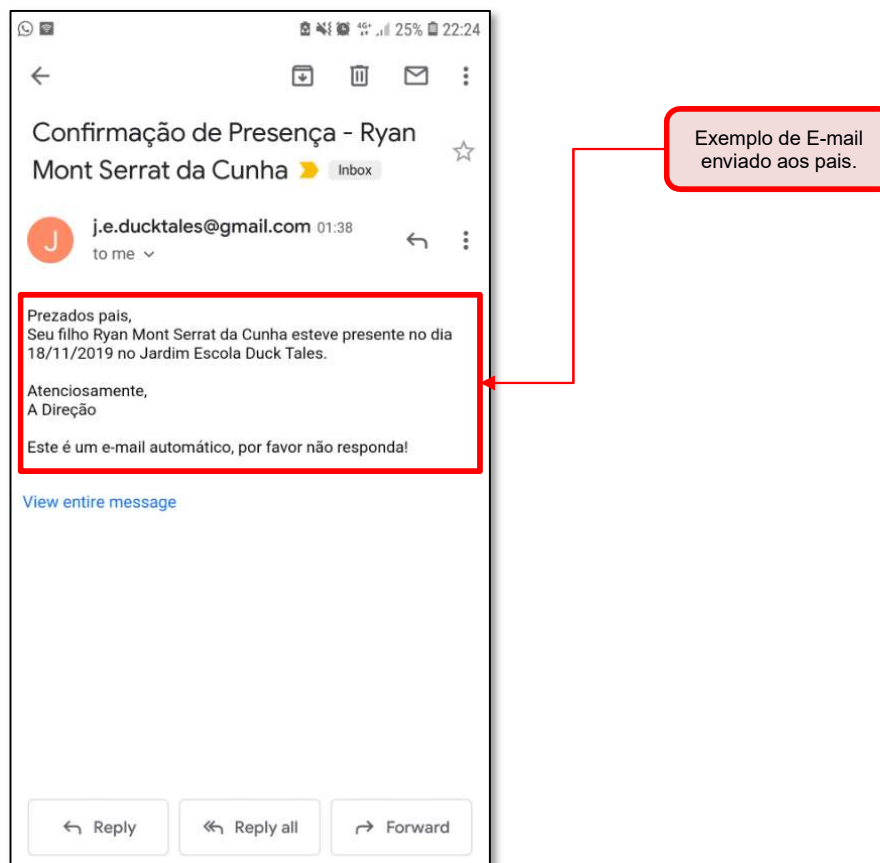 4G+ 25% 22:24
Confirmação de Presença - Ryan
Mont Serrat da Cunha Inbox
J
j.e.ducktales@gmail.com 01:38
to me
Prezados pais,
Seu filho Ryan Mont Serrat da Cunha esteve presente no dia
18/11/2019 no Jardim Escola Duck Tales.
Atenciosamente,
A Direção
Este é um e-mail automático, por favor não responda!
View entire message
Reply Reply all Forward
Exemplo de E-mail
enviado aos pais.